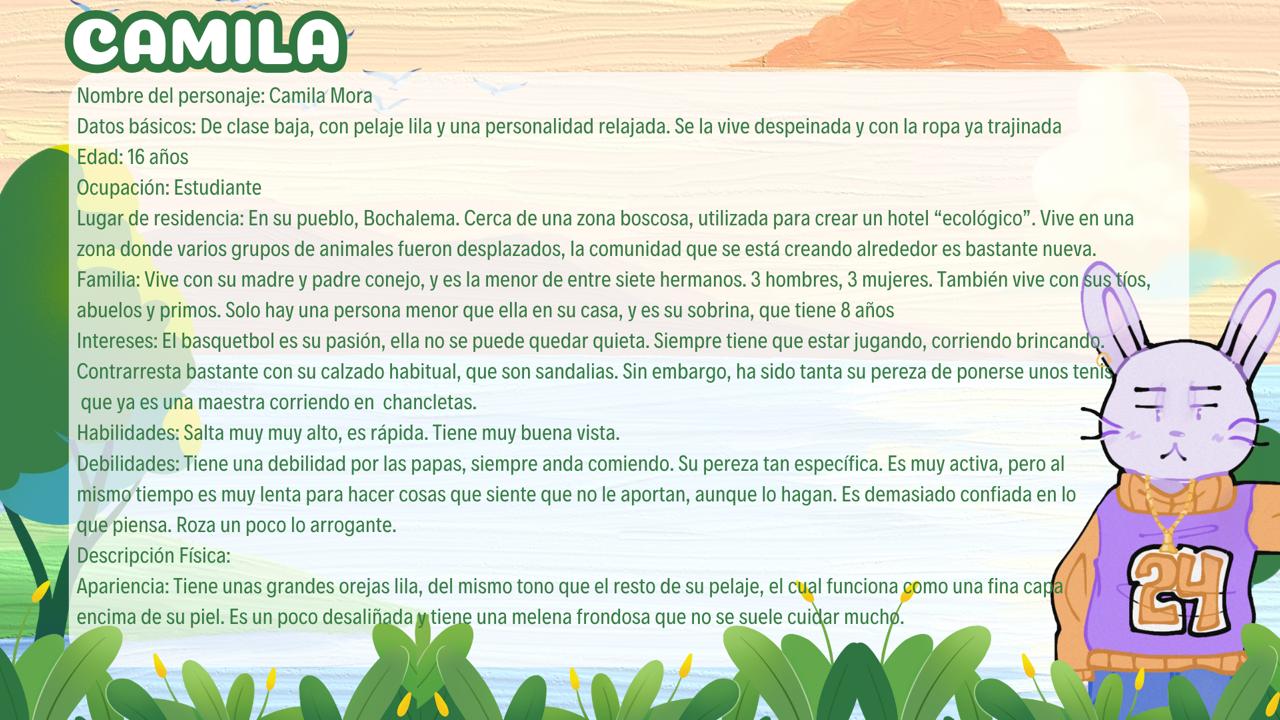 CAMILA
Nombre del personaje: Camila Mora
Datos básicos: De clase baja, con pelaje lila y una personalidad relajada. Se la vive despeinada y con la ropa ya trajinada
Edad: 16 años
Ocupación: Estudiante
Lugar de residencia: En su pueblo, Bochalema. Cerca de una zona boscosa, utilizada para crear un hotel “ecológico”. Vive en una
zona donde varios grupos de animales fueron desplazados, la comunidad que se está creando alrededor es bastante nueva.
Familia: Vive con su madre y padre conejo, y es la menor de entre siete hermanos. 3 hombres, 3 mujeres. También vive con sus tíos,
abuelos y primos. Solo hay una persona menor que ella en su casa, y es su sobrina, que tiene 8 años
Intereses: El basquetbol es su pasión, ella no se puede quedar quieta. Siempre tiene que estar jugando, corriendo brincando.
Contrarresta bastante con su calzado habitual, que son sandalias. Sin embargo, ha sido tanta su pereza de ponerse unos tenis
que ya es una maestra corriendo en chancletas.
Habilidades: Salta muy muy alto, es rápida. Tiene muy buena vista.
Debilidades: Tiene una debilidad por las papas, siempre anda comiendo. Su pereza tan específica. Es muy activa, pero al
mismo tiempo es muy lenta para hacer cosas que siente que no le aportan, aunque lo hagan. Es demasiado confiada en lo
que piensa. Roza un poco lo arrogante.
Descripción Física:
Apariencia: Tiene unas grandes orejas lila, del mismo tono que el resto de su pelaje, el cual funciona como una fina capa
encima de su piel. Es un poco desaliñada y tiene una melena frondosa que no se suele cuidar mucho.
24